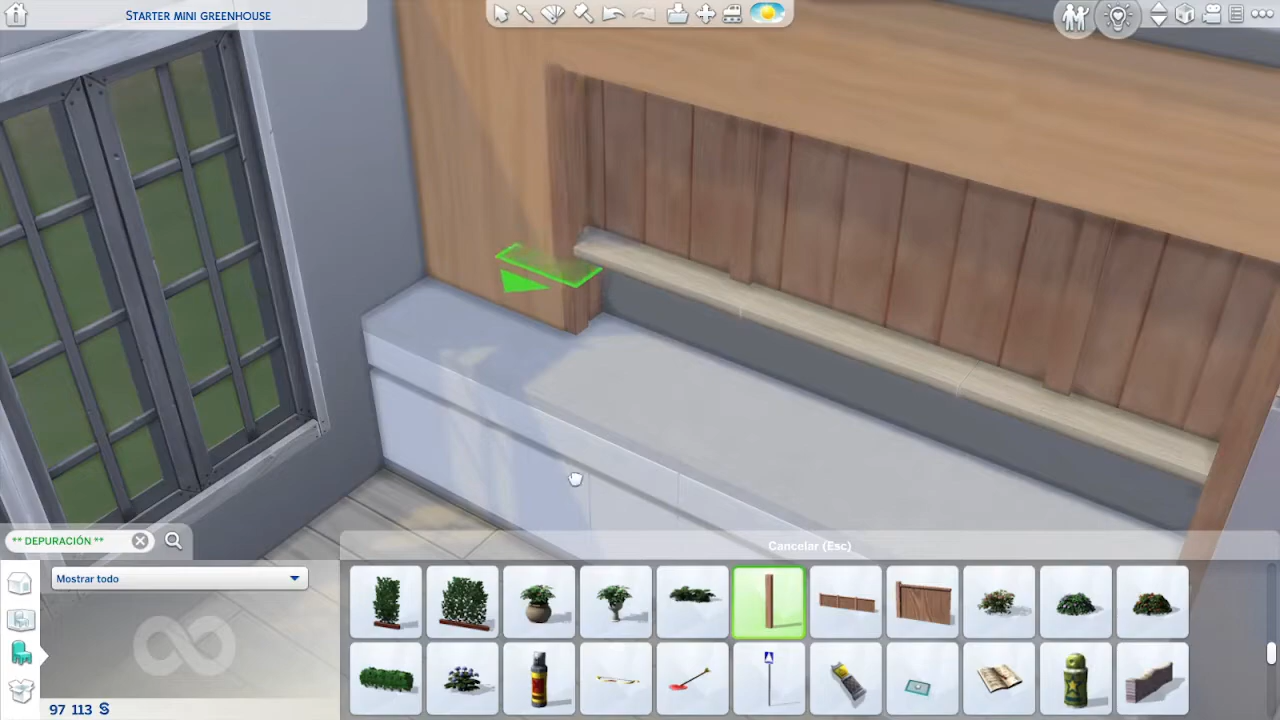 STARTER MINI GREENHOUSE
Cancelar (Esc)
** DEPURACIÓN **
Mostrar todo
97 113 $